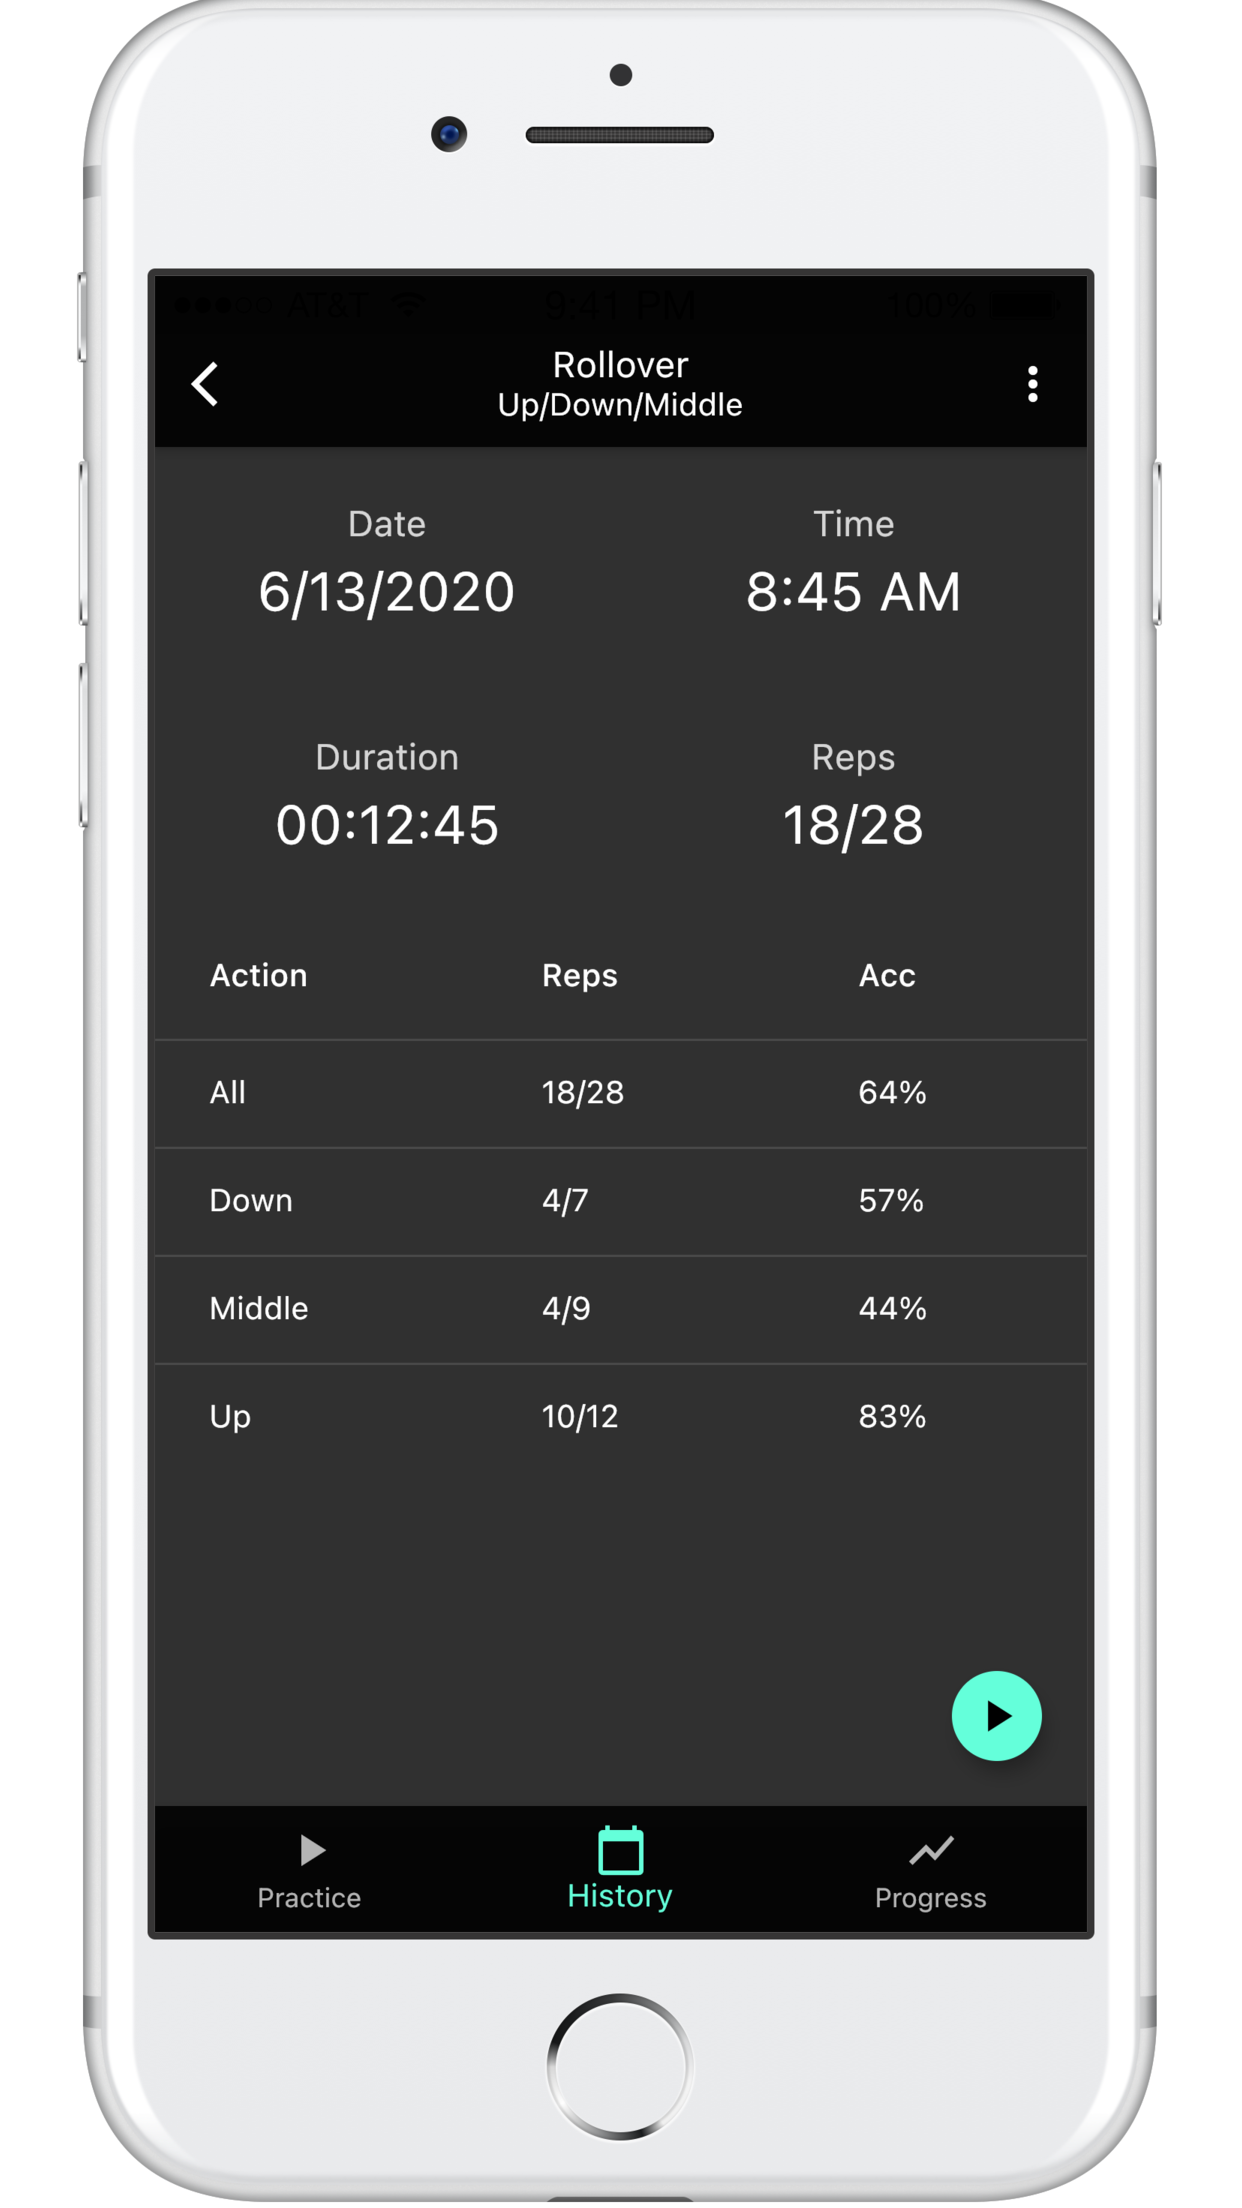 AT&T 9:41 PM 100%
Rollover
Up/Down/Middle
Date Time
6/13/2020 8:45 AM
Duration Reps
00:12:45 18/28
Action Reps Acc
All 18/28 64%
Down 4/7 57%
Middle 4/9 44%
Up 10/12 83%
Practice History Progress